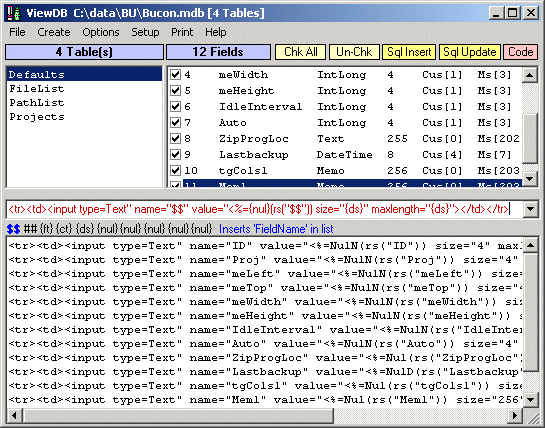 ViewDB C:\data\BU\Bucon.mdb [4 Tables]
File Create Options Setup Print Help
4 Table(s) 12 Fields Chk All Un-Chk Sql Insert Sql Update Code
Defaults
FileList
PathList
Projects
4 meWidth IntLong 4 Cus[1] Ms[3]
5 meHeight IntLong 4 Cus[1] Ms[3]
6 IdleInterval IntLong 4 Cus[1] Ms[3]
7 Auto IntLong 4 Cus[1] Ms[3]
8 ZipProgLoc Text 255 Cus[0] Ms[202
9 Lastbackup DateTime 8 Cus[4] Ms[7]
10 tgColsl Memo 256 Cus[0] Ms[203
11 Meml Memo 256 Cus[0] Ms[203
<tr><td><input type=Text" name="$$" value="<%={nul}(rs("$$")) size="{ds}" maxlength="{ds}"></td></tr>
$$ ## {ft} {ct} {ds} {nul}{nul}{nul}{nul}{nul} Inserts 'FieldName' in list
<tr><td><input type=Text" name="ID" value="<%=NulN(rs("ID")) size="4" maxl
<tr><td><input type=Text" name="Proj" value="<%=NulN(rs("Proj") size="4" m
<tr><td><input type=Text" name="meLeft" value="<%=NulN(rs("meLeft") size="
<tr><td><input type=Text" name="meTop" value="<%=NulN(rs("meTop") size="4
<tr><td><input type=Text" name="meWidth" value="<%=NulN(rs("meWidth") size
<tr><td><input type=Text" name="meHeight" value="<%=NulN(rs("meHeight") si
<tr><td><input type=Text" name="IdleInterval" value="<%=NulN(rs("IdleInter
<tr><td><input type=Text" name="Auto" value="<%=NulN(rs("Auto")) size="4"
<tr><td><input type=Text" name="ZipProgLoc" value="<%=Nul(rs("ZipProgLoc"
<tr><td><input type=Text" name="Lastbackup" value="<%=NulD(rs("Lastbackup"
<tr><td><input type=Text" name="tgColsl" value="<%=Nul(rs("tgColsl") size=
<tr><td><input type=Text" name="Meml" value="<%=Nul(rs("Meml") size="256"